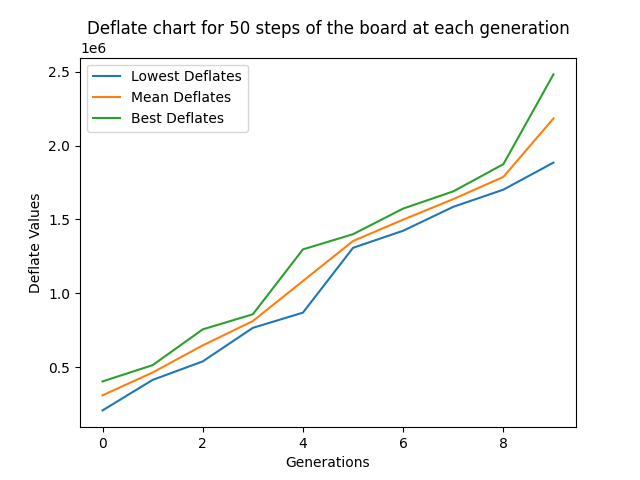 Deflate chart for 50 steps of the board at each generation
1e6
Lowest Deflates
Mean Deflates
Best Deflates
2.5
2.0
1.5
1.0
0.5
Deflate Values
0 2 4 6 8
Generations